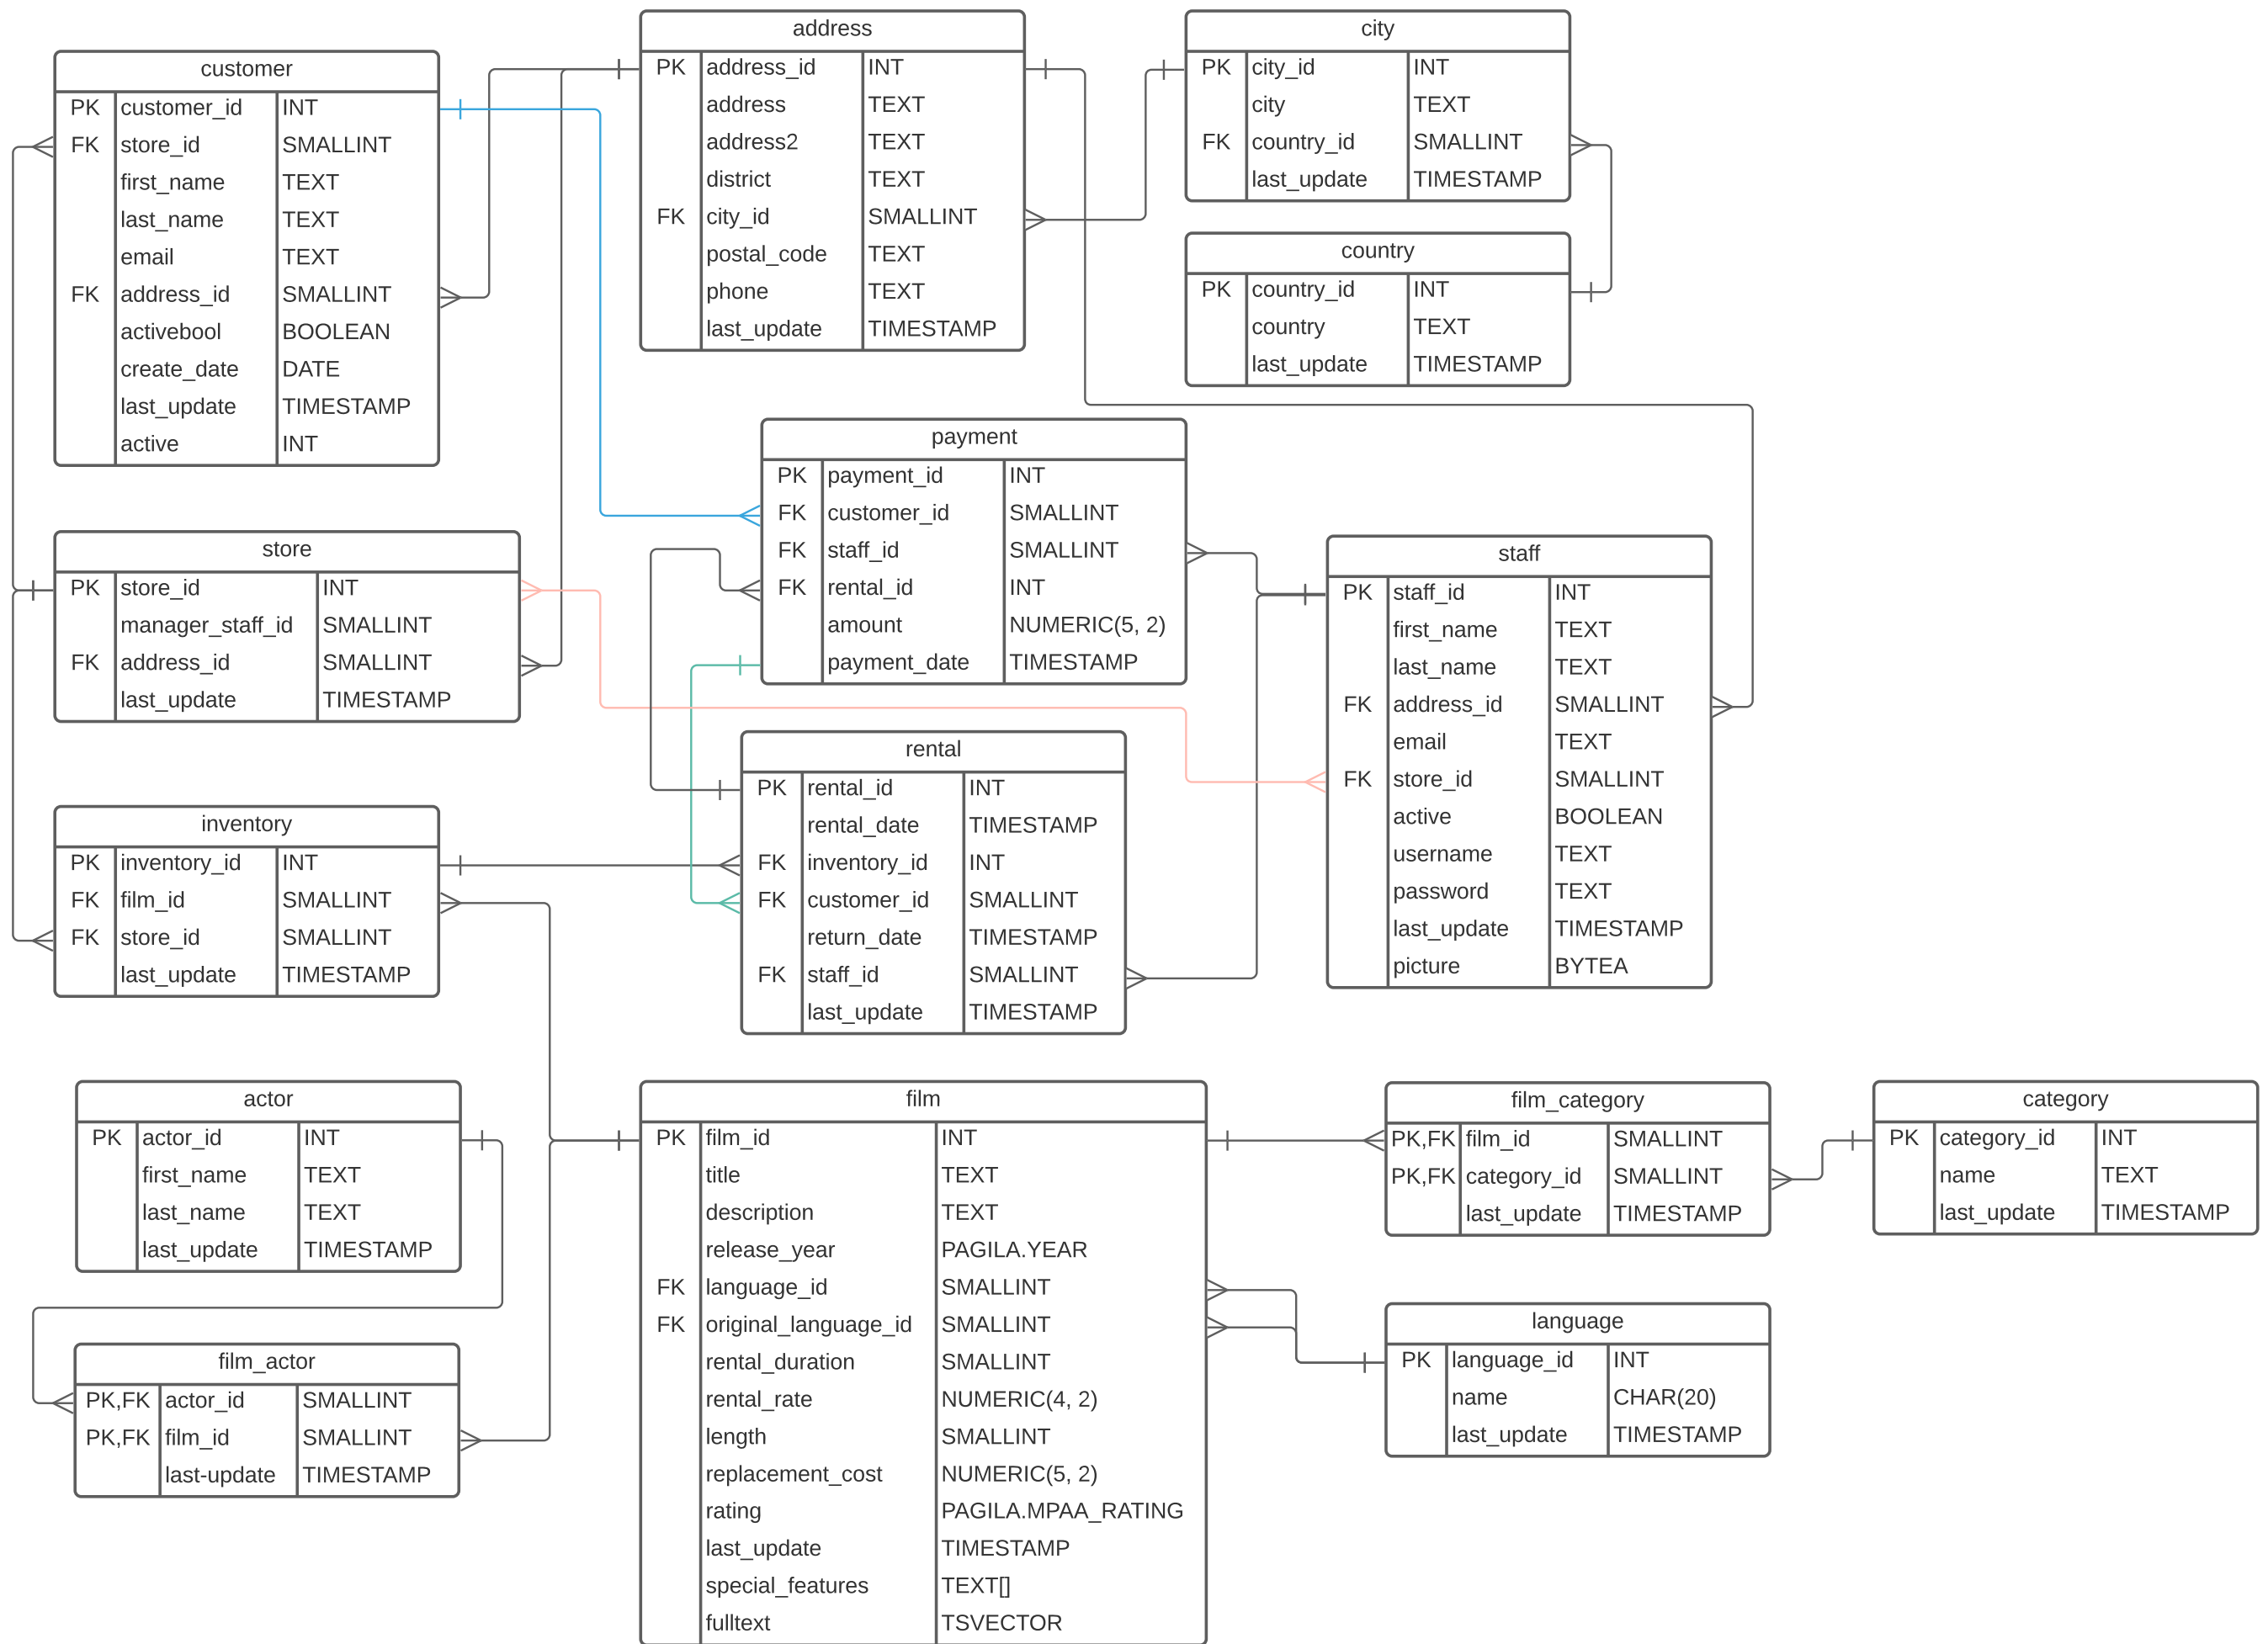 customer
PK customer_id INT
FK store_id SMALLINT
first_name TEXT
last_name TEXT
email TEXT
FK address_id SMALLINT
activebool BOOLEAN
create_date DATE
last_update TIMESTAMP
active INT
address
PK address_id INT
address TEXT
address2 TEXT
district TEXT
FK city_id SMALLINT
postal_code TEXT
phone TEXT
last_update TIMESTAMP
city
PK city_id INT
city TEXT
FK country_id SMALLINT
last_update TIMESTAMP
country
PK country_id INT
country TEXT
last_update TIMESTAMP
payment
PK payment_id INT
FK customer_id SMALLINT
FK staff_id SMALLINT
FK rental_id INT
amount NUMERIC(5, 2)
payment_date TIMESTAMP
store
PK store_id INT
manager_staff_id SMALLINT
FK address_id SMALLINT
last_update TIMESTAMP
staff
PK staff_id INT
first_name TEXT
last_name TEXT
FK address_id SMALLINT
email TEXT
FK store_id SMALLINT
active BOOLEAN
username TEXT
password TEXT
last_update TIMESTAMP
picture BYTEA
rental
PK rental_id INT
rental_date TIMESTAMP
FK inventory_id INT
FK customer_id SMALLINT
return_date TIMESTAMP
FK staff_id SMALLINT
last_update TIMESTAMP
inventory
PK inventory_id INT
FK film_id SMALLINT
FK store_id SMALLINT
last_update TIMESTAMP
actor
PK actor_id INT
first_name TEXT
last_name TEXT
last_update TIMESTAMP
film
PK film_id INT
title TEXT
description TEXT
release_year PAGILA.YEAR
FK language_id SMALLINT
FK original_language_id SMALLINT
rental_duration SMALLINT
rental_rate NUMERIC(4, 2)
length SMALLINT
replacement_cost NUMERIC(5, 2)
rating PAGILA.MPAA_RATING
last_update TIMESTAMP
special_features TEXT[]
fulltext TSVECTOR
film_category
PK,FK film_id SMALLINT
PK,FK category_id SMALLINT
last_update TIMESTAMP
category
PK category_id INT
name TEXT
last_update TIMESTAMP
film_actor
PK,FK actor_id SMALLINT
PK,FK film_id SMALLINT
last-update TIMESTAMP
language
PK language_id INT
name CHAR(20)
last_update TIMESTAMP